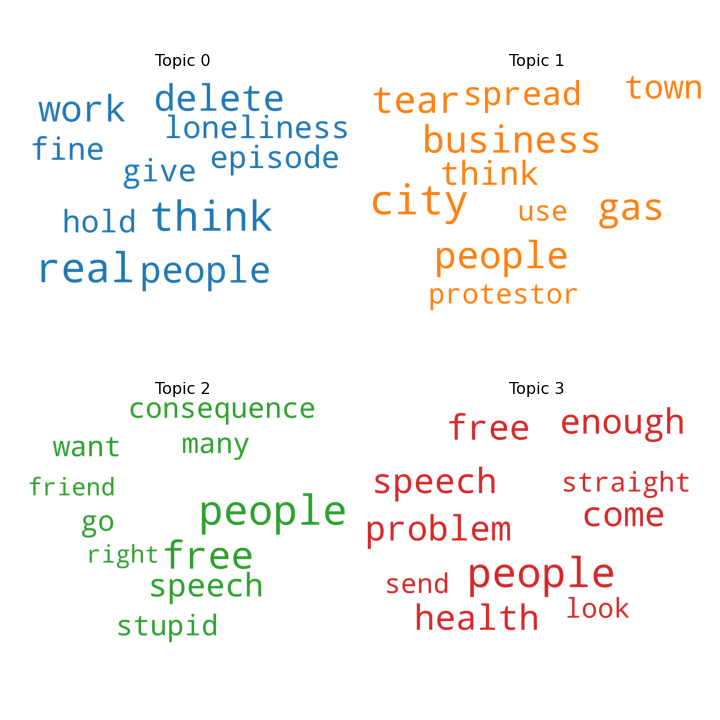 Topic 0
work delete
loneliness
fine episode
give
hold think
real people
Topic 1
tear spread town
business
think
city use gas
people
protestor
Topic 2
consequence
want many
friend
go people
right free
speech
stupid
Topic 3
free enough
speech straight
problem come
send people
health look